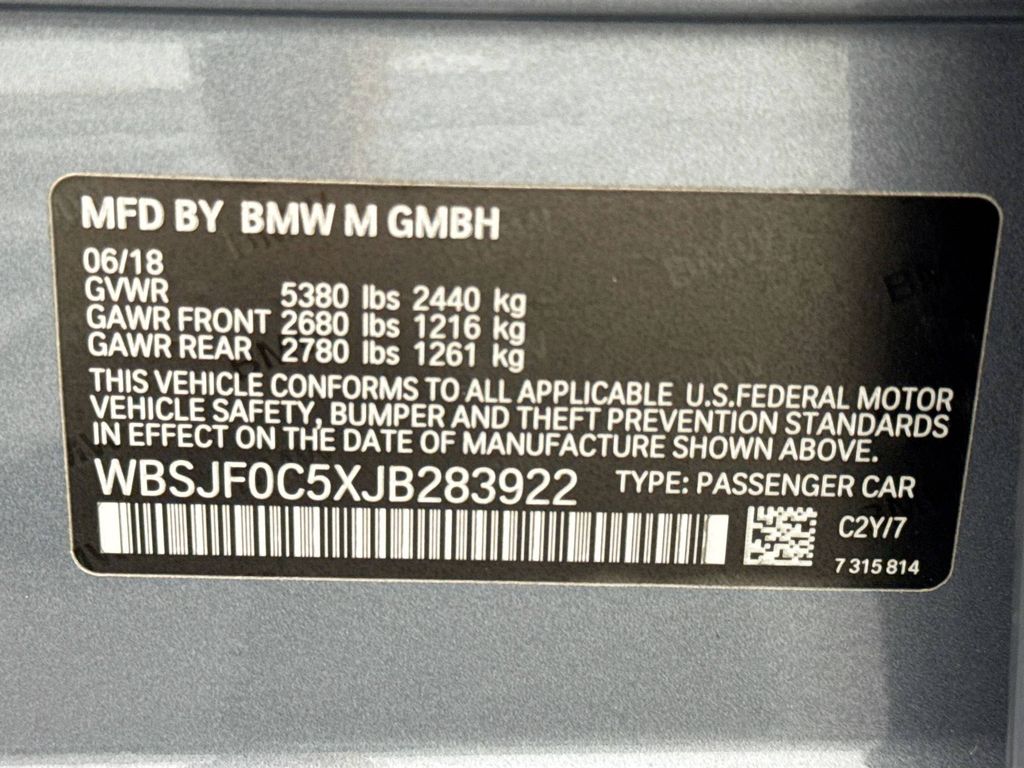 MFD BY BMW M GMBH
06/18
GVWR 5380 lbs 2440 kg
GAWR FRONT 2680 lbs 1216 kg
GAWR REAR 2780 lbs 1261 kg
THIS VEHICLE CONFORMS TO ALL APPLICABLE U.S.FEDERAL MOTOR
VEHICLE SAFETY, BUMPER AND THEFT PREVENTION STANDARDS
IN EFFECT ON THE DATE OF MANUFACTURE SHOWN ABOVE.
WBSJF0C5XJB283922 TYPE: PASSENGER CAR
C2Y/7
7 315 814